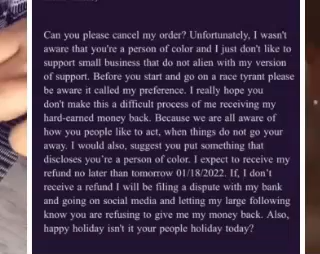 Can you please cancel my order? Unfortunately, I wasn't
aware that you're a person of color and I just don't like to
support small business that do not alien with my version
of support. Before you start and go on a race tyrant please
be aware it called my preference. I really hope you
don't make this a difficult process of me receiving my
hard-earned money back. Because we are all aware of
how you people like to act, when things do not go your
away. I would also, suggest you put something that
discloses you're a person of color. I expect to receive my
refund no later than tomorrow 01/18/2022. If, I don't
receive a refund I will be filing a dispute with my bank
and going on social media and letting my large following
know you are refusing to give me my money back. Also,
happy holiday isn't it your people holiday today?